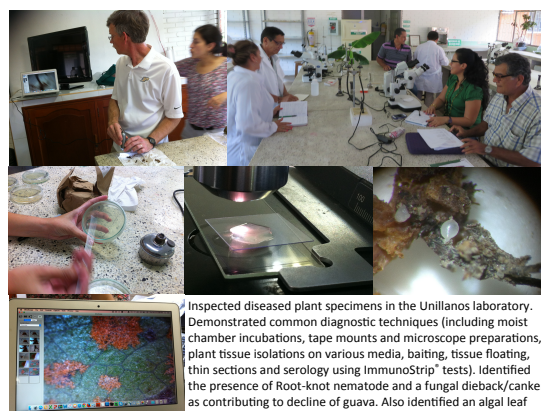 Inspected diseased plant specimens in the Unillanos laboratory.
Demonstrated common diagnostic techniques (including moist
chamber incubations, tape mounts and microscope preparations,
plant tissue isolations on various media, baiting, tissue floating,
thin sections and serology using ImmunoStrip® tests). Identified
the presence of Root-knot nematode and a fungal dieback/canke
as contributing to decline of guava. Also identified an algal leaf